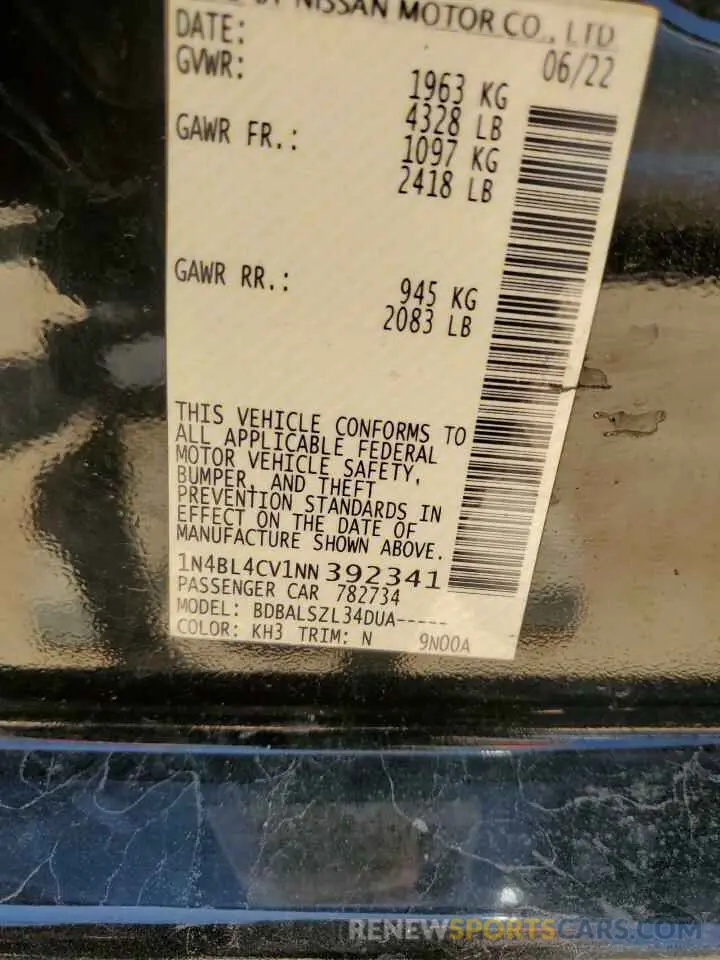 BY NISSAN MOTOR CO., LTD
DATE: 06/22
GVWR: 1963 KG
4328 LB
GAWR FR.: 1097 KG
2418 LB
GAWR RR.: 945 KG
2083 LB
THIS VEHICLE CONFORMS TO
ALL APPLICABLE FEDERAL
MOTOR VEHICLE SAFETY,
BUMPER, AND THEFT
PREVENTION STANDARDS IN
EFFECT ON THE DATE OF
MANUFACTURE SHOWN ABOVE.
1N4BL4CV1NN392341
PASSENGER CAR 782734
MODEL: BDBALSZL34DUA-----
COLOR: KH3 TRIM: N 9N00A
RENEWSPORTSCARS.COM